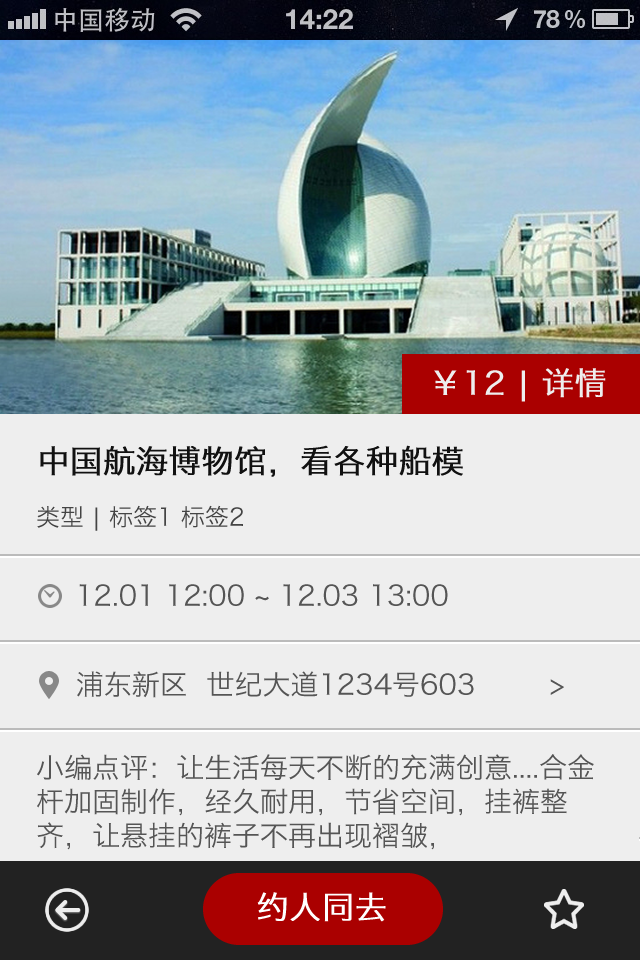 中国移动 14:22 78%
￥12 | 详情
中国航海博物馆，看各种船模
类型 | 标签1 标签2
12.01 12:00 ~ 12.03 13:00
浦东新区 世纪大道1234号603 >
小编点评：让生活每天不断的充满创意....合金
杆加固制作，经久耐用，节省空间，挂裤整
齐，让悬挂的裤子不再出现褶皱，
约人同去